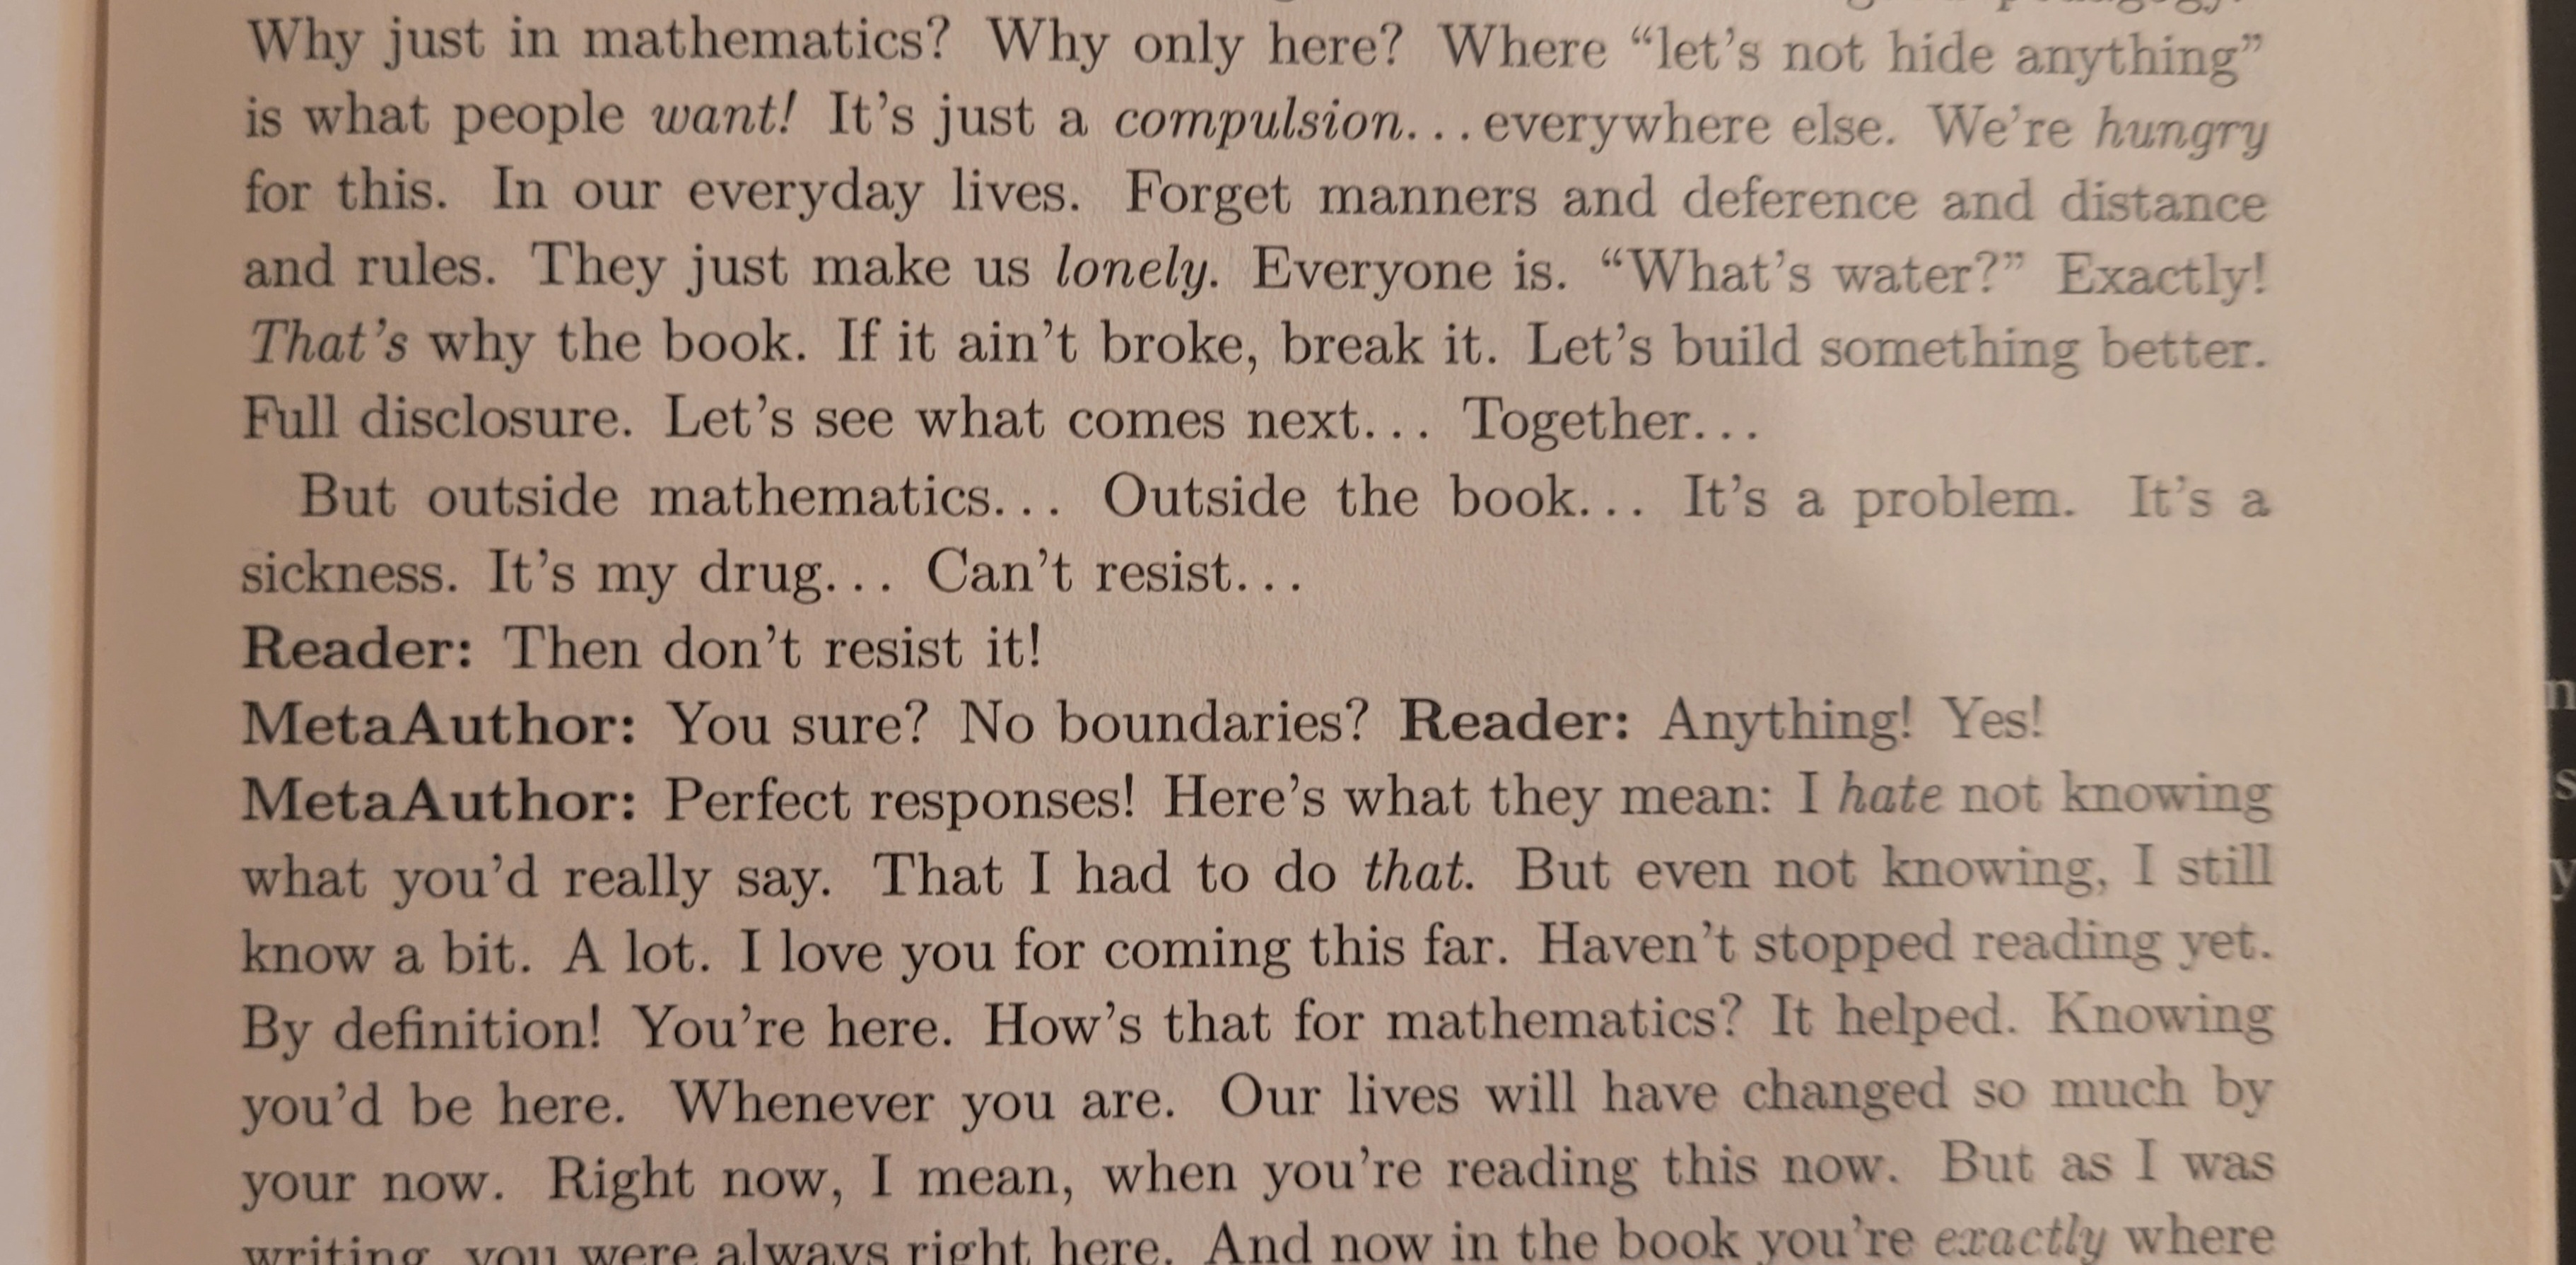 Why just in mathematics? Why only here? Where “let’s not hide anything”
is what people want! It’s just a compulsion. . . everywhere else. We’re hungry
for this. In our everyday lives. Forget manners and deference and distance
and rules. They just make us lonely. Everyone is. “What’s water?” Exactly!
That’s why the book. If it ain’t broke, break it. Let’s build something better.
Full disclosure. Let’s see what comes next. . . Together. . .
But outside mathematics. . . Outside the book. . . It’s a problem. It’s a
sickness. It’s my drug. . . Can’t resist. . .
Reader: Then don’t resist it!
MetaAuthor: You sure? No boundaries? Reader: Anything! Yes!
MetaAuthor: Perfect responses! Here’s what they mean: I hate not knowing
what you’d really say. That I had to do that. But even not knowing, I still
know a bit. A lot. I love you for coming this far. Haven’t stopped reading yet.
By definition! You’re here. How’s that for mathematics? It helped. Knowing
you’d be here. Whenever you are. Our lives will have changed so much by
your now. Right now, I mean, when you’re reading this now. But as I was
writing, you were always right here. And now in the book you’re exactly where